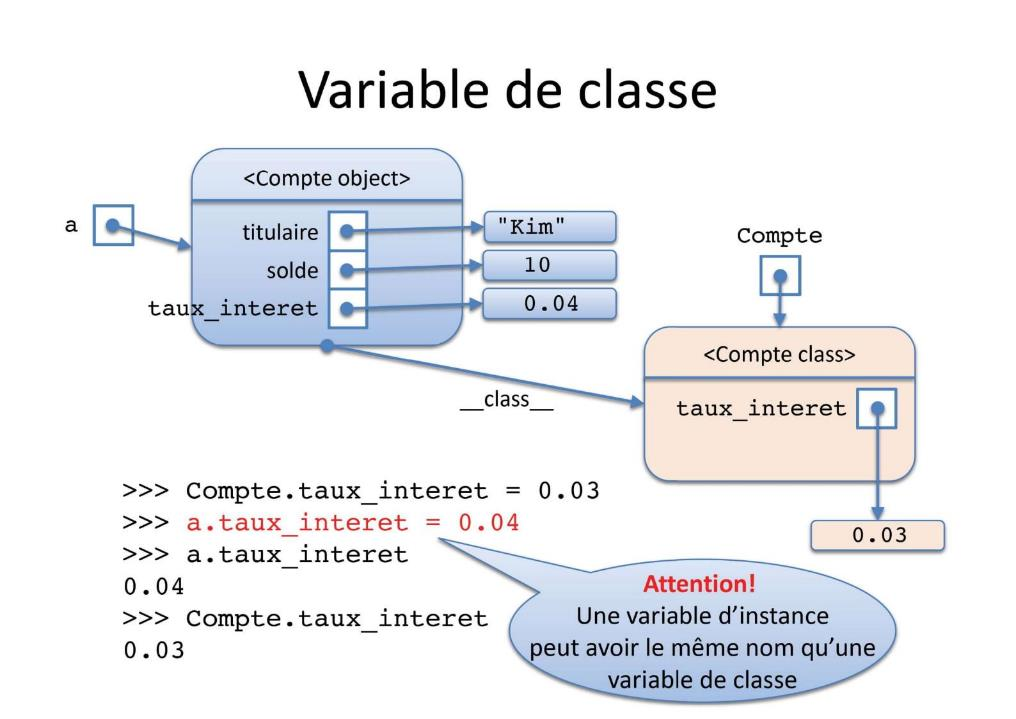 Variable de classe
<Compte object>
a
titulaire
"Kim"
solde
10
taux_interet
0.04
Compte
<Compte class>
taux_interet
__class__
0.03
>>> Compte.taux_interet = 0.03
>>> a.taux_interet = 0.04
>>> a.taux_interet
0.04
>>> Compte.taux_interet
0.03
Attention!
Une variable d’instance
peut avoir le même nom qu’une
variable de classe